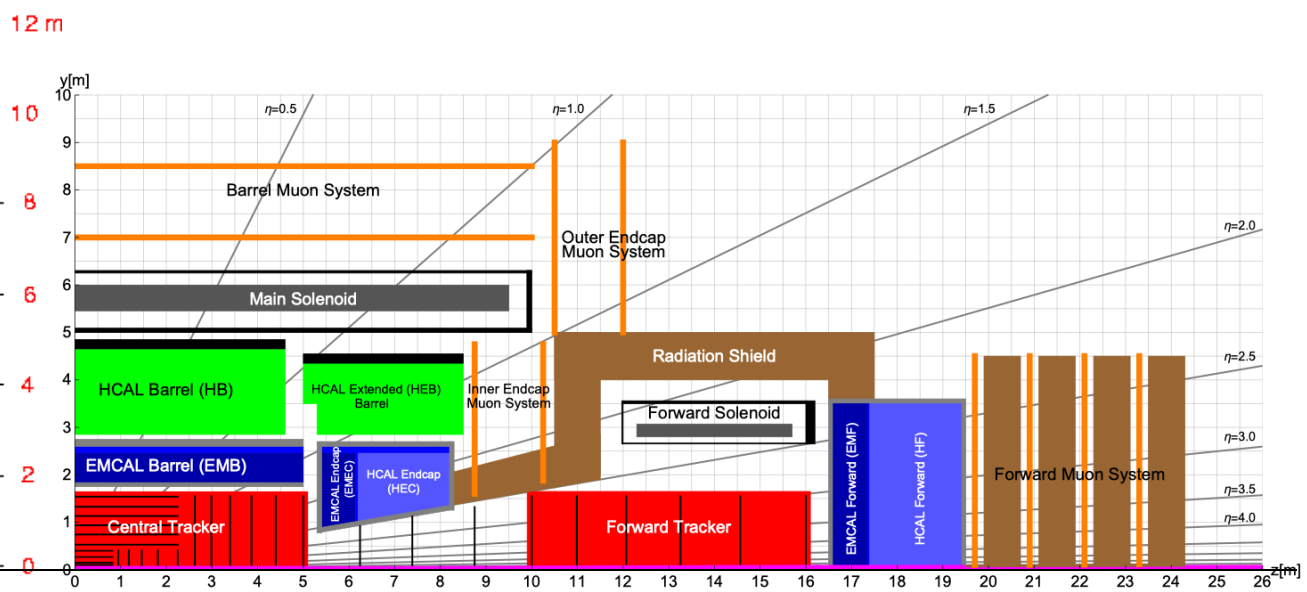 12 m
y[m]
10
10
η=0.5
η=1.0
η=1.5
9
8
8
Barrel Muon System
7
Outer Endcap
Muon System
η=2.0
6
6
Main Solenoid
5
Radiation Shield
η=2.5
4
4
HCAL Barrel (HB)
HCAL Extended (HEB)
Barrel
Inner Endcap
Muon System
Forward Solenoid
3
η=3.0
2
2
EMCAL Barrel (EMB)
EMCAL Endcap
(EMEC)
HCAL Endcap
(HEC)
EMCAL Forward (EMF)
HCAL Forward (HF)
Forward Muon System
η=3.5
1
Central Tracker
Forward Tracker
η=4.0
0
0
z[m]
0 1 2 3 4 5 6 7 8 9 10 11 12 13 14 15 16 17 18 19 20 21 22 23 24 25 26